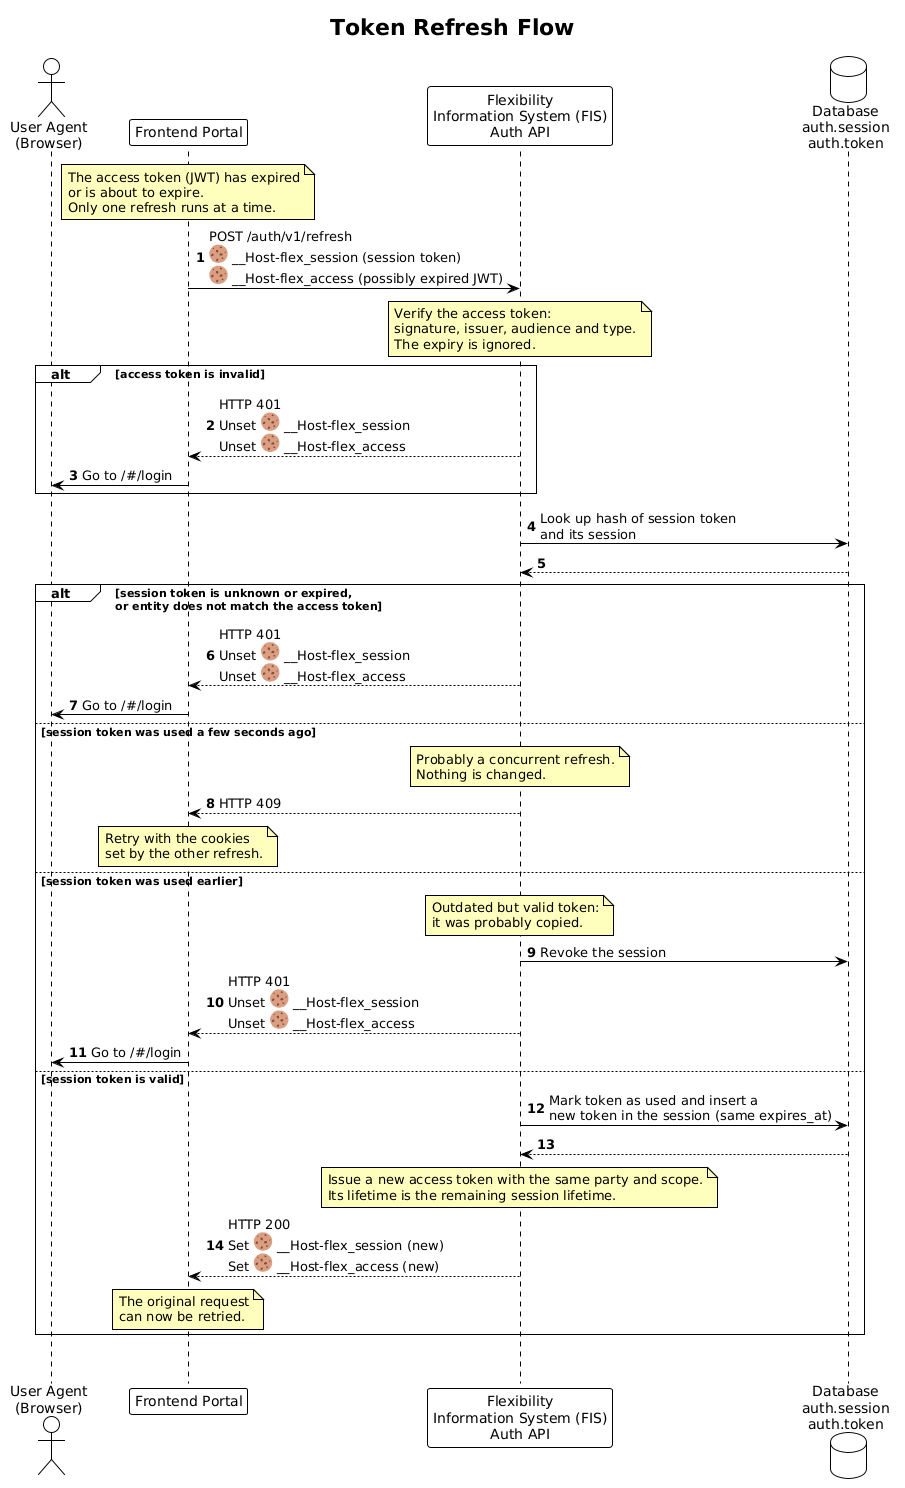 Token Refresh Flow
User Agent
(Browser)
Frontend Portal
Flexibility
Information System (FIS)
Auth API
Database
auth.session
auth.token
The access token (JWT) has expired
or is about to expire.
Only one refresh runs at a time.
POST /auth/v1/refresh
1 __Host-flex_session (session token)
__Host-flex_access (possibly expired JWT)
Verify the access token:
signature, issuer, audience and type.
The expiry is ignored.
alt [access token is invalid]
HTTP 401
2 Unset __Host-flex_session
Unset __Host-flex_access
3 Go to /#/login
4 Look up hash of session token
and its session
5
alt [session token is unknown or expired,
or entity does not match the access token]
HTTP 401
6 Unset __Host-flex_session
Unset __Host-flex_access
7 Go to /#/login
[session token was used a few seconds ago]
Probably a concurrent refresh.
Nothing is changed.
8 HTTP 409
Retry with the cookies
set by the other refresh.
[session token was used earlier]
Outdated but valid token:
it was probably copied.
9 Revoke the session
HTTP 401
10 Unset __Host-flex_session
Unset __Host-flex_access
11 Go to /#/login
[session token is valid]
12 Mark token as used and insert a
new token in the session (same expires_at)
13
Issue a new access token with the same party and scope.
Its lifetime is the remaining session lifetime.
HTTP 200
14 Set __Host-flex_session (new)
Set __Host-flex_access (new)
The original request
can now be retried.
User Agent
(Browser)
Frontend Portal
Flexibility
Information System (FIS)
Auth API
Database
auth.session
auth.token